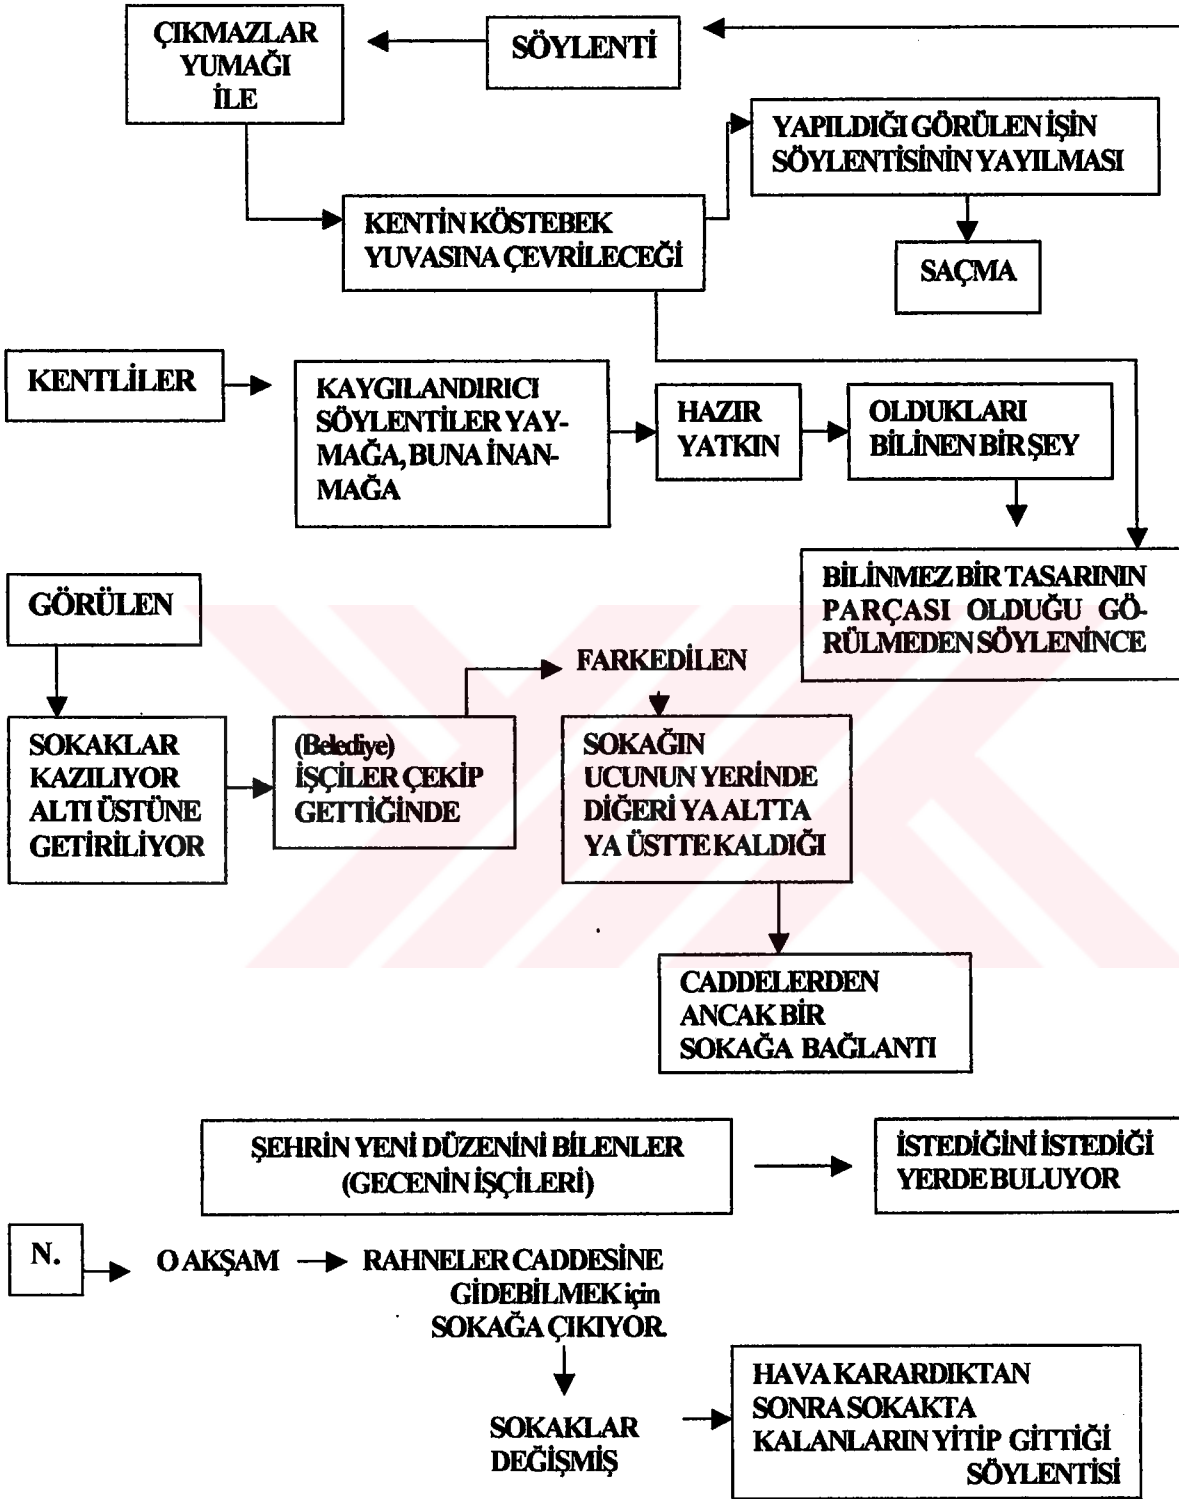 ÇIKMAZLAR
YUMAĞI
İLE
SÖYLENTİ
YAPILDIĞI GÖRÜLEN İŞİN
SÖYLENTİSİNİN YAYILMASI
KENTİN KÖSTEBEK
YUVASINA ÇEVRİLECEĞİ
SAÇMA
KENTLİLER
KAYGILANDIRICI
SÖYLENTİLER YAY-
MAĞA, BUNA İNAN-
MAĞA
HAZIR
YATKIN
OLDUKLARI
BİLİNEN BİR ŞEY
BİLİNMEZ BİR TASARININ
PARÇASI OLDUĞU GÖ-
RÜLMEDEN SÖYLENİNCE
GÖRÜLEN
FARKEDİLEN
SOKAKLAR
KAZILIYOR
ALTI ÜSTÜNE
GETİRİLİYOR
(Belediye)
İŞÇİLER ÇEKİP
GETTİĞİNDE
SOKAĞIN
UCUNUN YERİNDE
DİĞERİ YA ALTTA
YA ÜSTTE KALDIĞI
CADDELERDEN
ANCAK BİR
SOKAĞA BAĞLANTI
ŞEHRİN YENİ DÜZENİNİ BİLENLER
(GECENİN İŞÇİLERİ)
İSTEDİĞİNİ İSTEDİĞİ
YERDE BULUYOR
N.
O AKŞAM
RAHNELER CADDESİNE
GİDEBİLMEK için
SOKAĞA ÇIKIYOR.
SOKAKLAR
DEĞİŞMİŞ
HAVA KARARDIKTAN
SONRA SOKAKTA
KALANLARIN YİTİP GİTTİĞİ
SÖYLENTİSİ